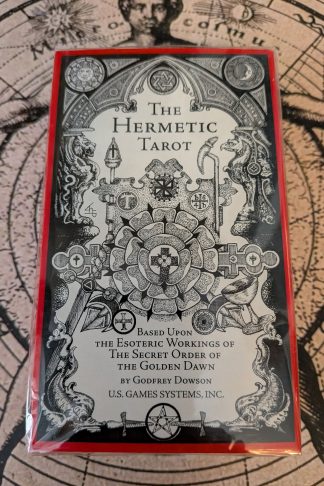 THE
HERMETIC
TAROT
BASED UPON
THE ESOTERIC WORKINGS OF
THE SECRET ORDER OF
THE GOLDEN DAWN
BY GODFREY DOWSON
U.S. GAMES SYSTEMS, INC.